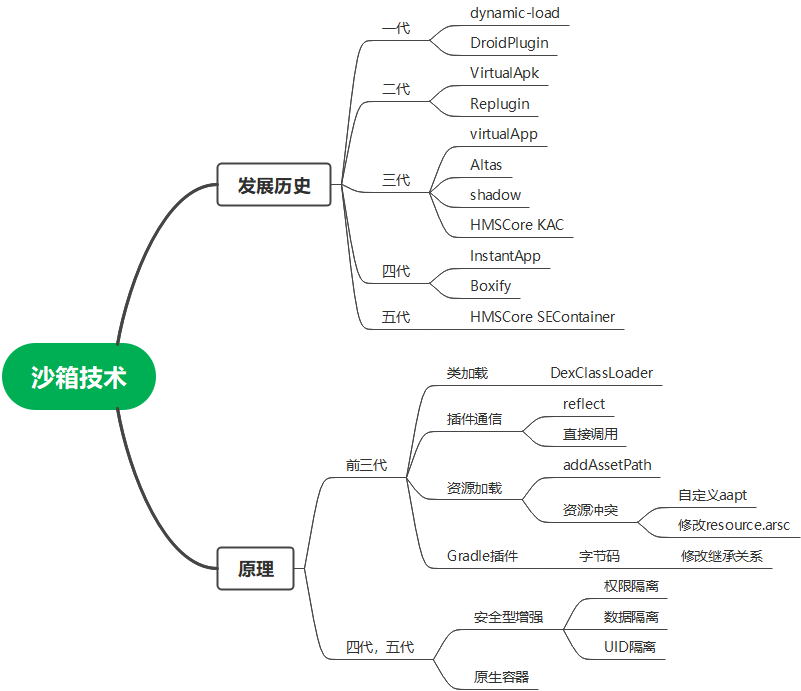 沙箱技术
发展历史
一代
dynamic-load
DroidPlugin
二代
VirtualApk
Replugin
三代
virtualApp
Altas
shadow
HMSCore KAC
四代
InstantApp
Boxify
五代
HMSCore SEContainer
原理
前三代
类加载
DexClassLoader
插件通信
reflect
直接调用
资源加载
addAssetPath
资源冲突
自定义aapt
修改resource.arsc
Gradle插件
字节码
修改继承关系
四代，五代
安全型增强
权限隔离
数据隔离
UID隔离
原生容器